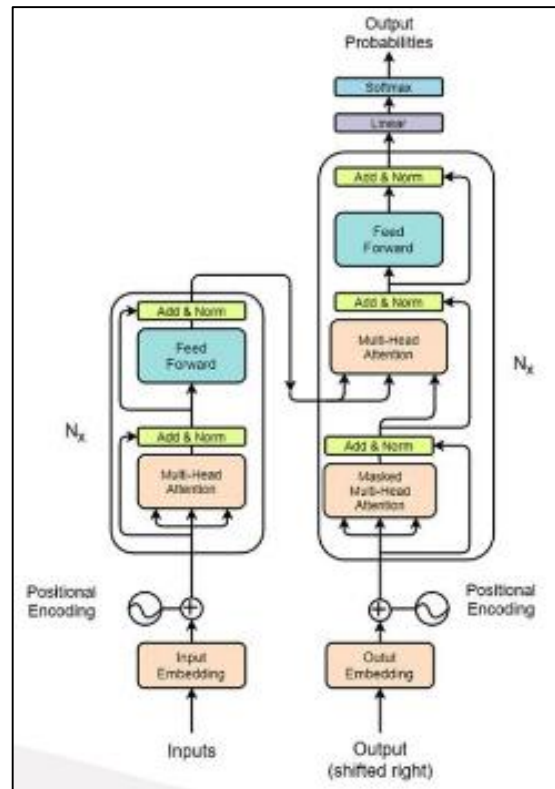 Output
Probabilities
Softmax
Linear
Add & Norm
Feed
Forward
Add & Norm
Multi-Head
Attention
Nx
Add & Norm
Masked
Multi-Head
Attention
Add & Norm
Feed
Forward
Nx
Add & Norm
Multi-Head
Attention
Positional
Encoding
Positional
Encoding
Input
Embedding
Outut
Embedding
Inputs
Output
(shifted right)